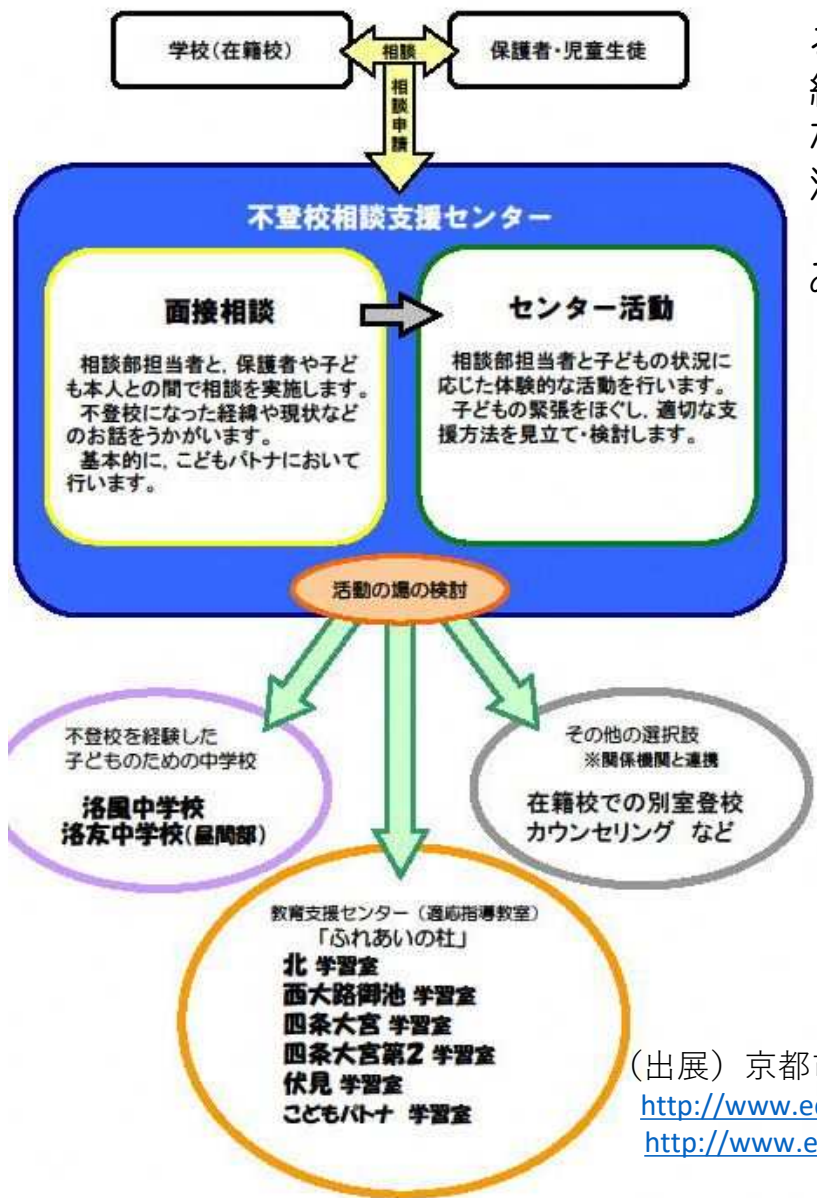 学校(在籍校)
相談
保護者・児童生徒
相談申請
不登校相談支援センター
面接相談
相談部担当者と,保護者や子ど
も本人との間で相談を実施します。
不登校になった経緯や現状など
のお話をうかがいます。
基本的に,こどもパトナにおいて
行います。
センター活動
相談部担当者と子どもの状況に
応じた体験的な活動を行います。
子どもの緊張をほぐし,適切な支
援方法を見立て・検討します。
活動の場の検討
不登校を経験した
子どものための中学校
洛風中学校
洛友中学校(昼間部)
その他の選択肢
※関係機関と連携
在籍校での別室登校
カウンセリング など
教育支援センター(適応指導教室)
「ふれあいの杜」
北 学習室
西大路御池 学習室
四条大宮 学習室
四条大宮第2 学習室
伏見 学習室
こどもパトナ 学習室
(出展)京都
http://www.e
http://www.e